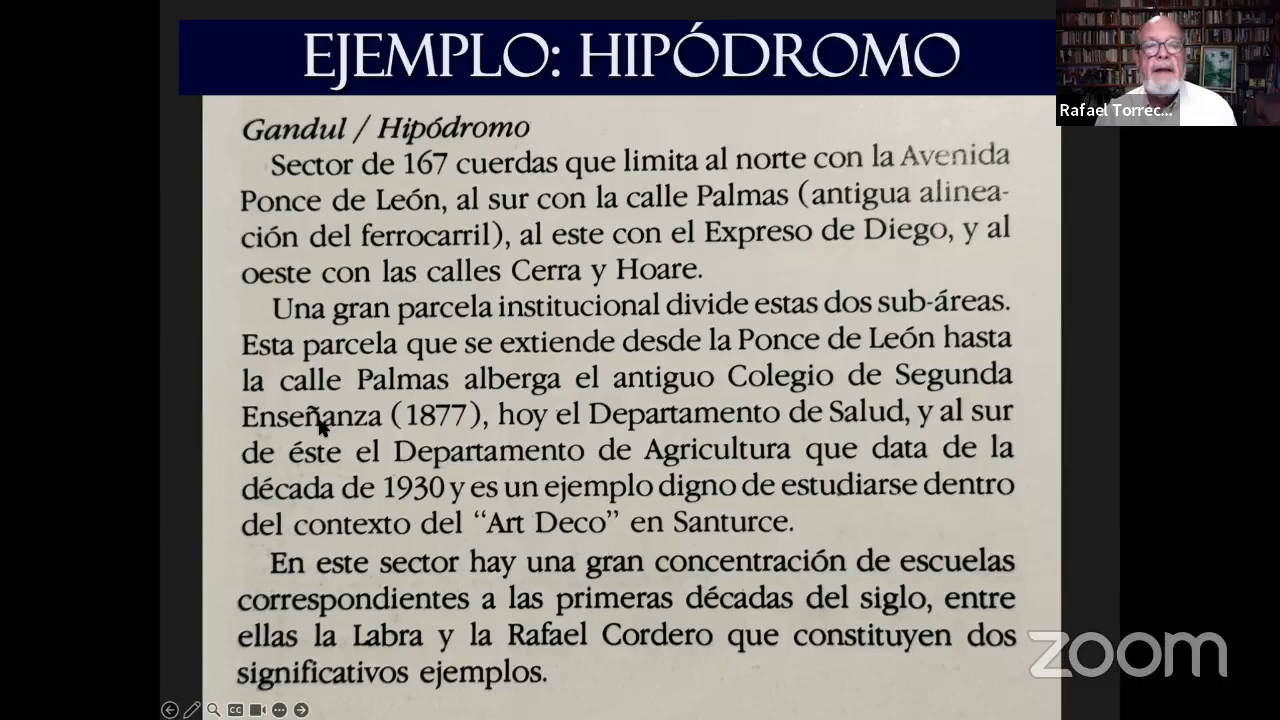 EJEMPLO: HIPÓDROMO
Rafael Torrec...
Gandul / Hipódromo
Sector de 167 cuerdas que limita al norte con la Avenida
Ponce de León, al sur con la calle Palmas (antigua alinea-
ción del ferrocarril), al este con el Expreso de Diego, y al
oeste con las calles Cerra y Hoare.
Una gran parcela institucional divide estas dos sub-áreas.
Esta parcela que se extiende desde la Ponce de León hasta
la calle Palmas alberga el antiguo Colegio de Segunda
Enseñanza (1877), hoy el Departamento de Salud, y al sur
de éste el Departamento de Agricultura que data de la
década de 1930 y es un ejemplo digno de estudiarse dentro
del contexto del “Art Deco” en Santurce.
En este sector hay una gran concentración de escuelas
correspondientes a las primeras décadas del siglo, entre
ellas la Labra y la Rafael Cordero que constituyen dos
significativos ejemplos.
zoom
CC